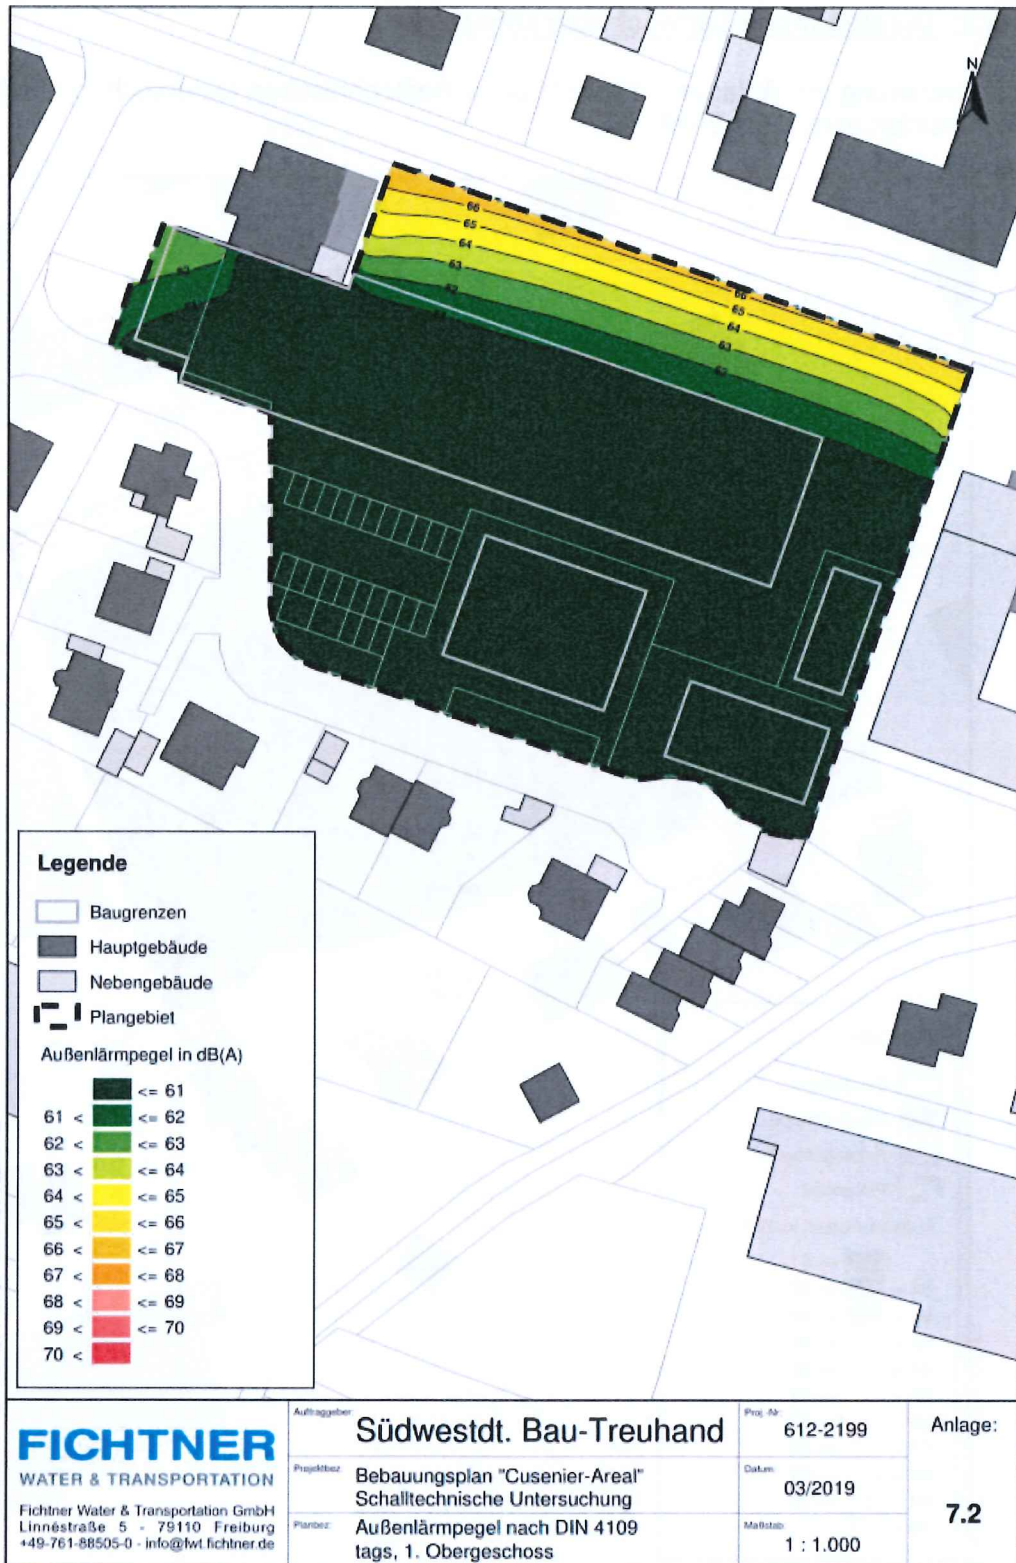 N
66
65
64
63
62
66
65
64
63
62
Legende
Baugrenzen
Hauptgebäude
Nebengebäude
Plangebiet
Außenlärmpegel in dB(A)
<= 61
61 < <= 62
62 < <= 63
63 < <= 64
64 < <= 65
65 < <= 66
66 < <= 67
67 < <= 68
68 < <= 69
69 < <= 70
70 <
FICHTNER
WATER & TRANSPORTATION
Fichtner Water & Transportation GmbH
Linnéstraße 5 - 79110 Freiburg
+49-761-88505-0 - info@fwt.fichtner.de
Auftraggeber:
Südwestdt. Bau-Treuhand
Projektbez:
Bebauungsplan "Cusenier-Areal"
Schalltechnische Untersuchung
Planbez:
Außenlärmpegel nach DIN 4109
tags, 1. Obergeschoss
Proj.-Nr:
612-2199
Datum:
03/2019
Maßstab:
1 : 1.000
Anlage:
7.2